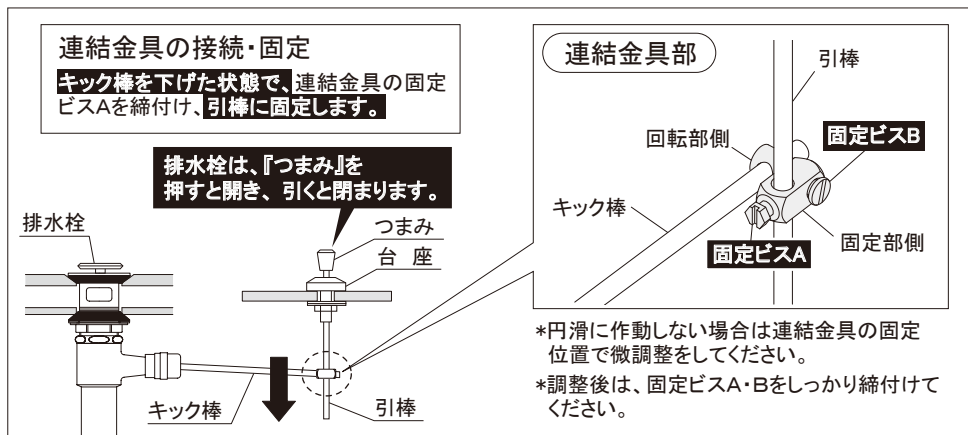 連結金具の接続・固定
キック棒を下げた状態で、連結金具の固定
ビスAを締付け、引棒に固定します。
排水栓は、『つまみ』を
押すと開き、引くと閉まります。
排水栓
つまみ
台 座
キック棒
引棒
連結金具部
引棒
回転部側
固定ビスB
キック棒
固定ビスA
固定部側
*円滑に作動しない場合は連結金具の固定
位置で微調整をしてください。
*調整後は、固定ビスA・Bをしっかり締付けて
ください。